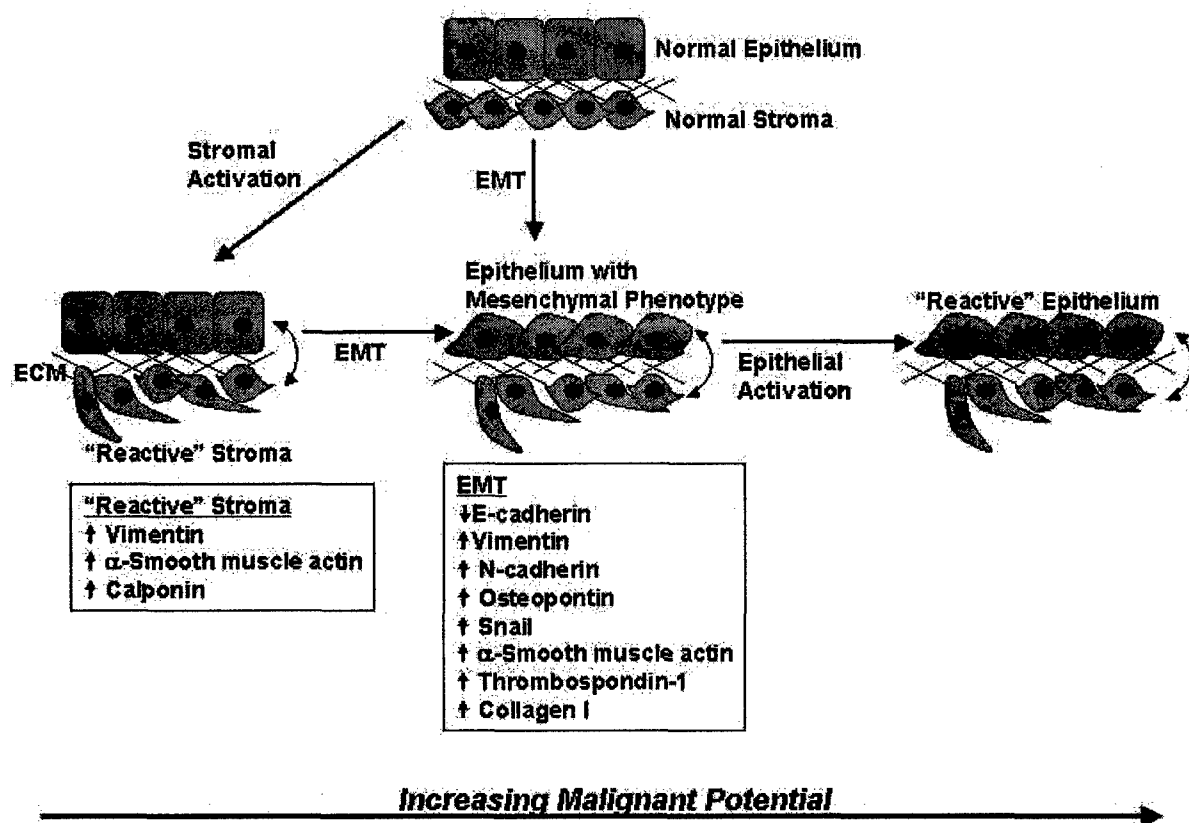 Normal Epithelium
Normal Stroma
Stromal
Activation
EMT
Epithelium with
Mesenchymal Phenotype
"Reactive" Epithelium
EMT
ECM
Epithelial
Activation
"Reactive" Stroma
"Reactive" Stroma
↑ Vimentin
↑ α-Smooth muscle actin
↑ Calponin
EMT
↓E-cadherin
↑Vimentin
↑ N-cadherin
↑ Osteopontin
↑ Snail
↑ α-Smooth muscle actin
↑ Thrombospondin-1
↑ Collagen I
Increasing Malignant Potential